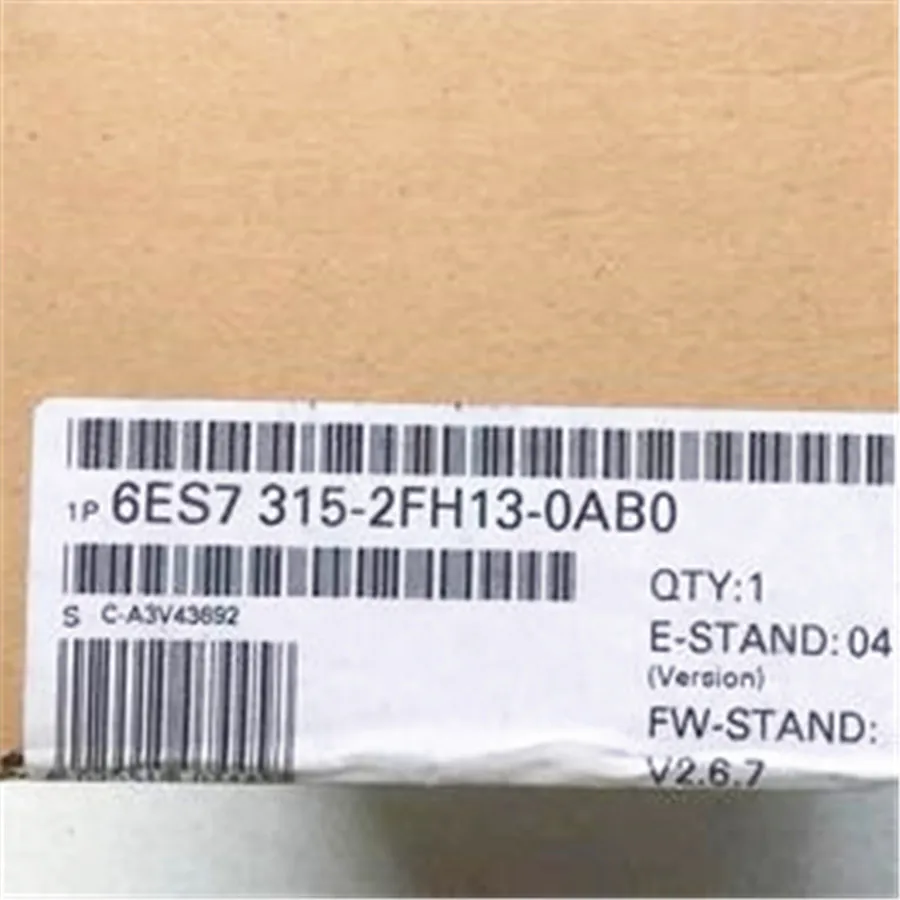 1P 6ES7 315-2FH13-0AB0
S C-A3V43692
QTY:1
E-STAND: 04
(Version)
FW-STAND:
V2.6.7